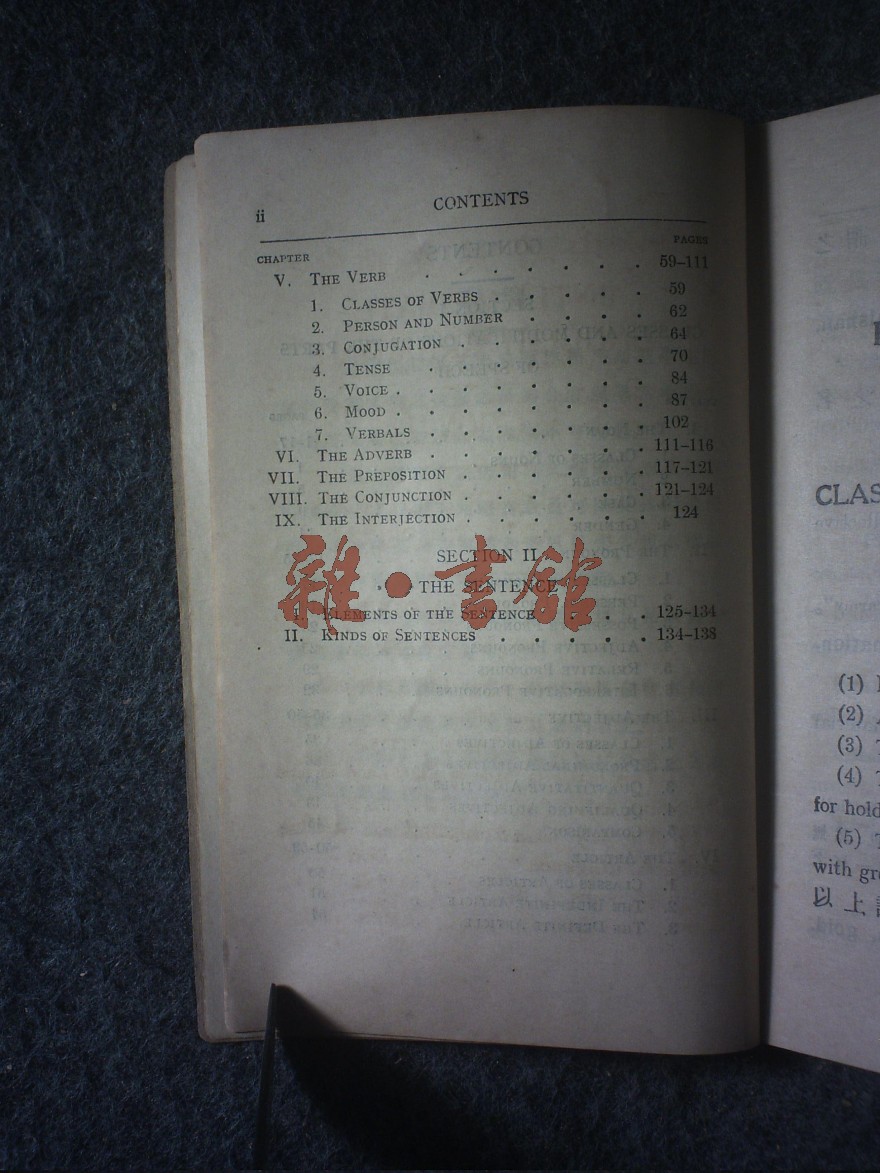 ii
CONTENTS
CHAPTER PAGES
V. THE VERB . . . . . . . 59–111
1. CLASSES OF VERBS . . . . . 59
2. PERSON AND NUMBER . . . . 62
3. CONJUGATION . . . . . . 64
4. TENSE . . . . . . . 70
5. VOICE . . . . . . . . 84
6. MOOD . . . . . . . . 87
7. VERBALS . . . . . . . 102
VI. THE ADVERB . . . . . . . 111–116
VII. THE PREPOSITION . . . . . . 117–121
VIII. THE CONJUNCTION . . . . . . 121–124
IX. THE INTERJECTION . . . . . . 124
SECTION II
THE SENTENCE
I. ELEMENTS OF THE SENTENCE . . . 125–134
II. KINDS OF SENTENCES . . . . . 134–138
雜·書館
CLAS
(1)
(2)
(3)
(4)
for hold
(5)
with gr
以上